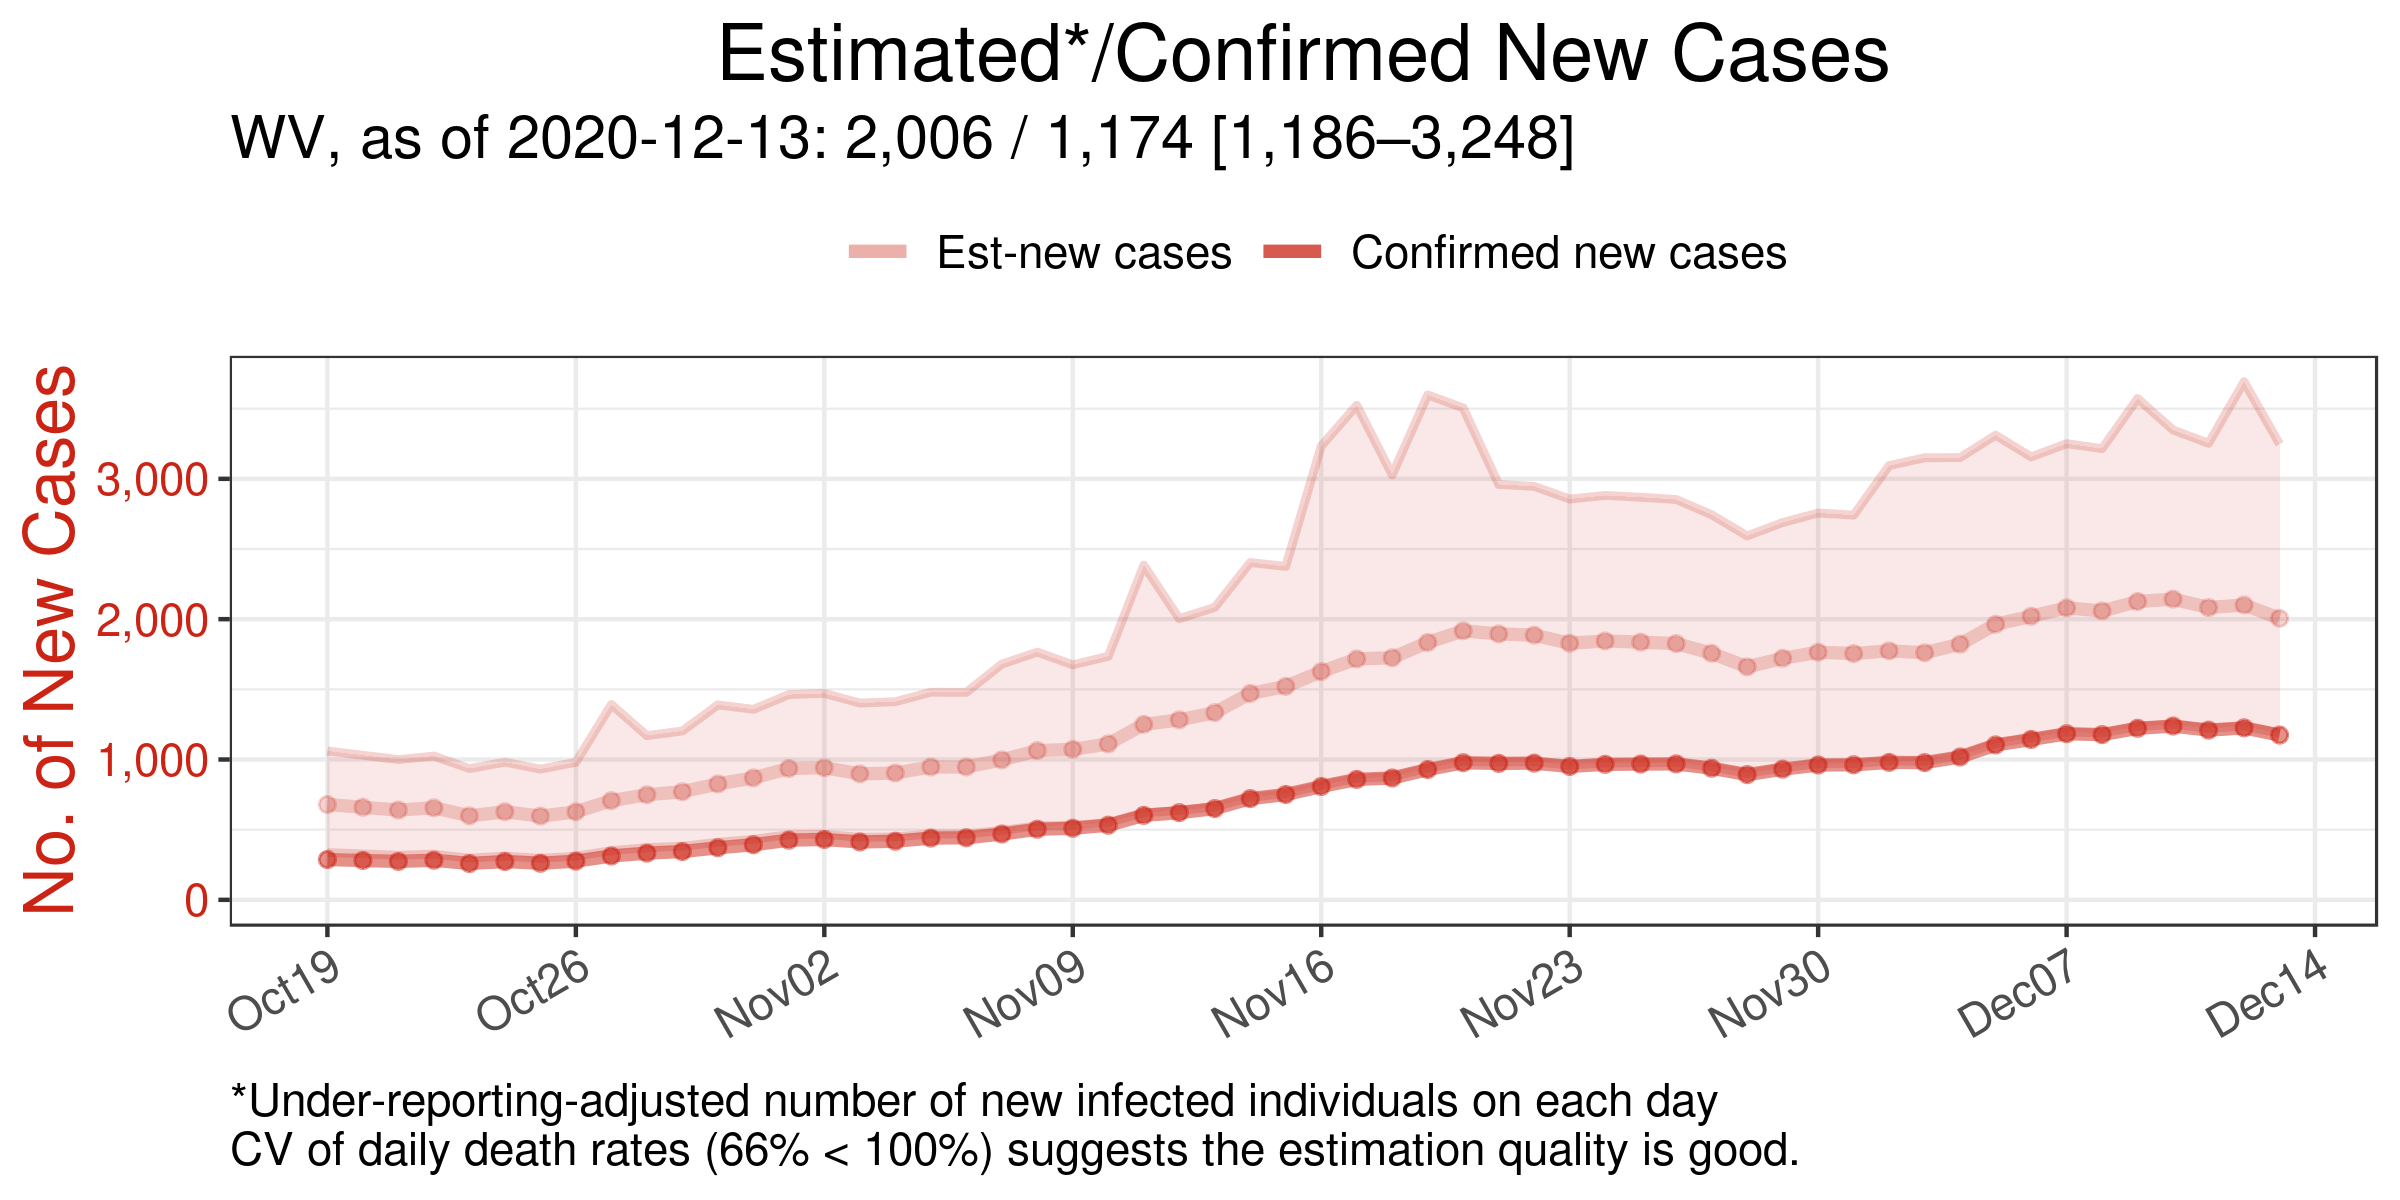 Estimated*/Confirmed New Cases
WV, as of 2020-12-13: 2,006 / 1,174 [1,186–3,248]
Est-new cases
Confirmed new cases
No. of New Cases
3,000
2,000
1,000
0
Oct19
Oct26
Nov02
Nov09
Nov16
Nov23
Nov30
Dec07
Dec14
*Under-reporting-adjusted number of new infected individuals on each day
CV of daily death rates (66% < 100%) suggests the estimation quality is good.